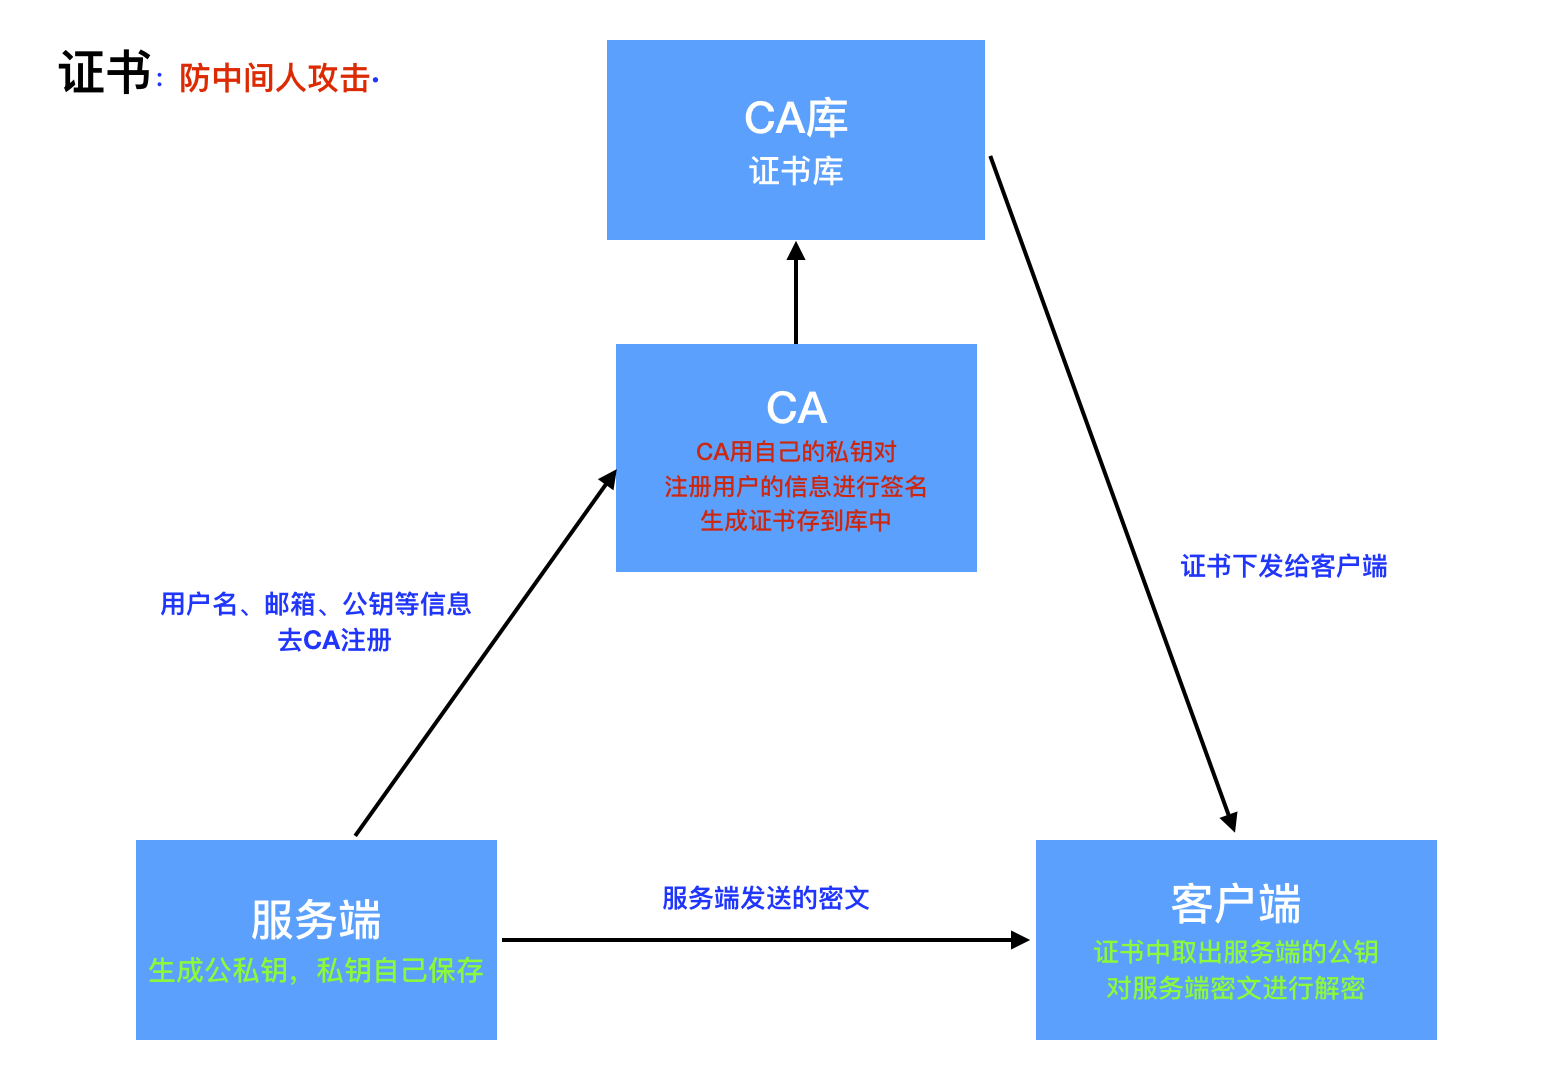 证书：防中间人攻击·
CA库
证书库
CA
CA用自己的私钥对
注册用户的信息进行签名
生成证书存到库中
证书下发给客户端
用户名、邮箱、公钥等信息
去CA注册
服务端发送的密文
服务端
生成公私钥，私钥自己保存
客户端
证书中取出服务端的公钥
对服务端密文进行解密